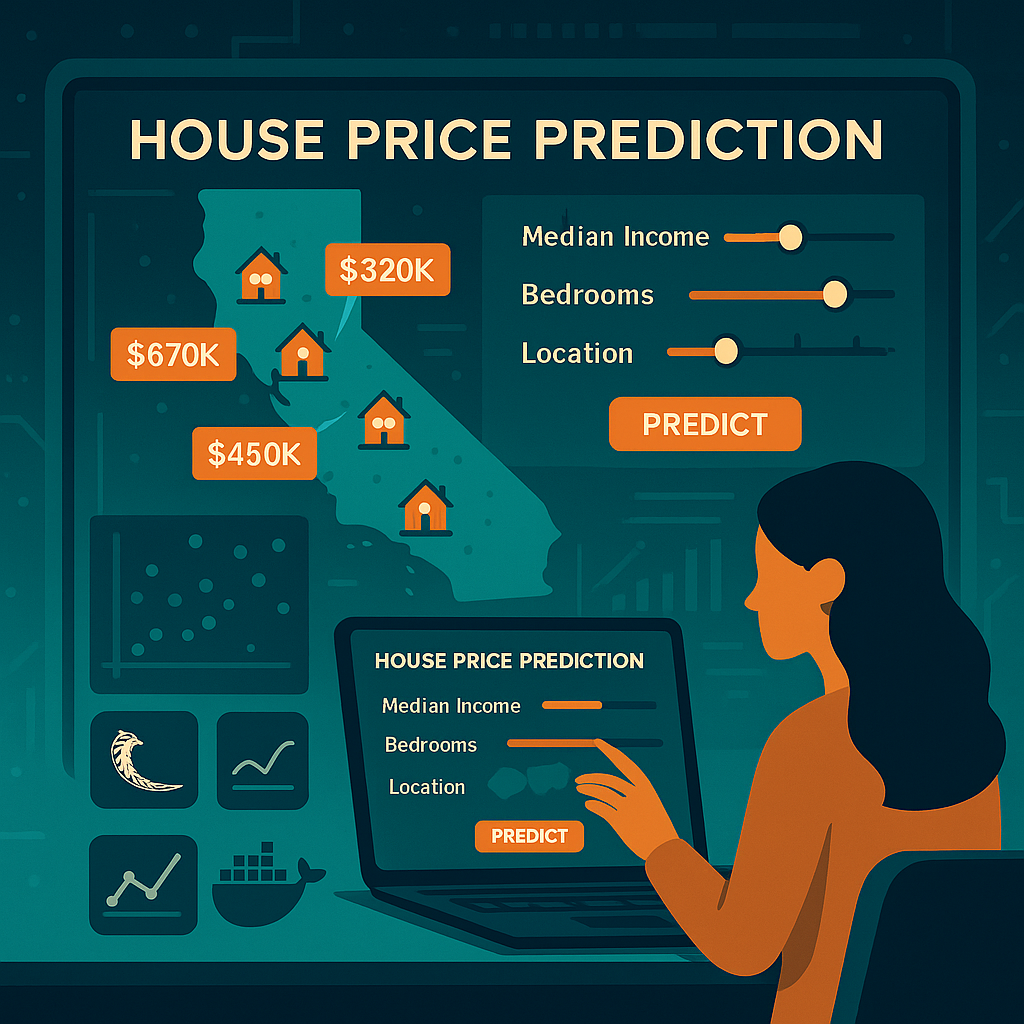 HOUSE PRICE PREDICTION
$320K
$670K
$450K
Median Income
Bedrooms
Location
PREDICT
HOUSE PRICE PREDICTION
Median Income
Bedrooms
Location
PREDICT